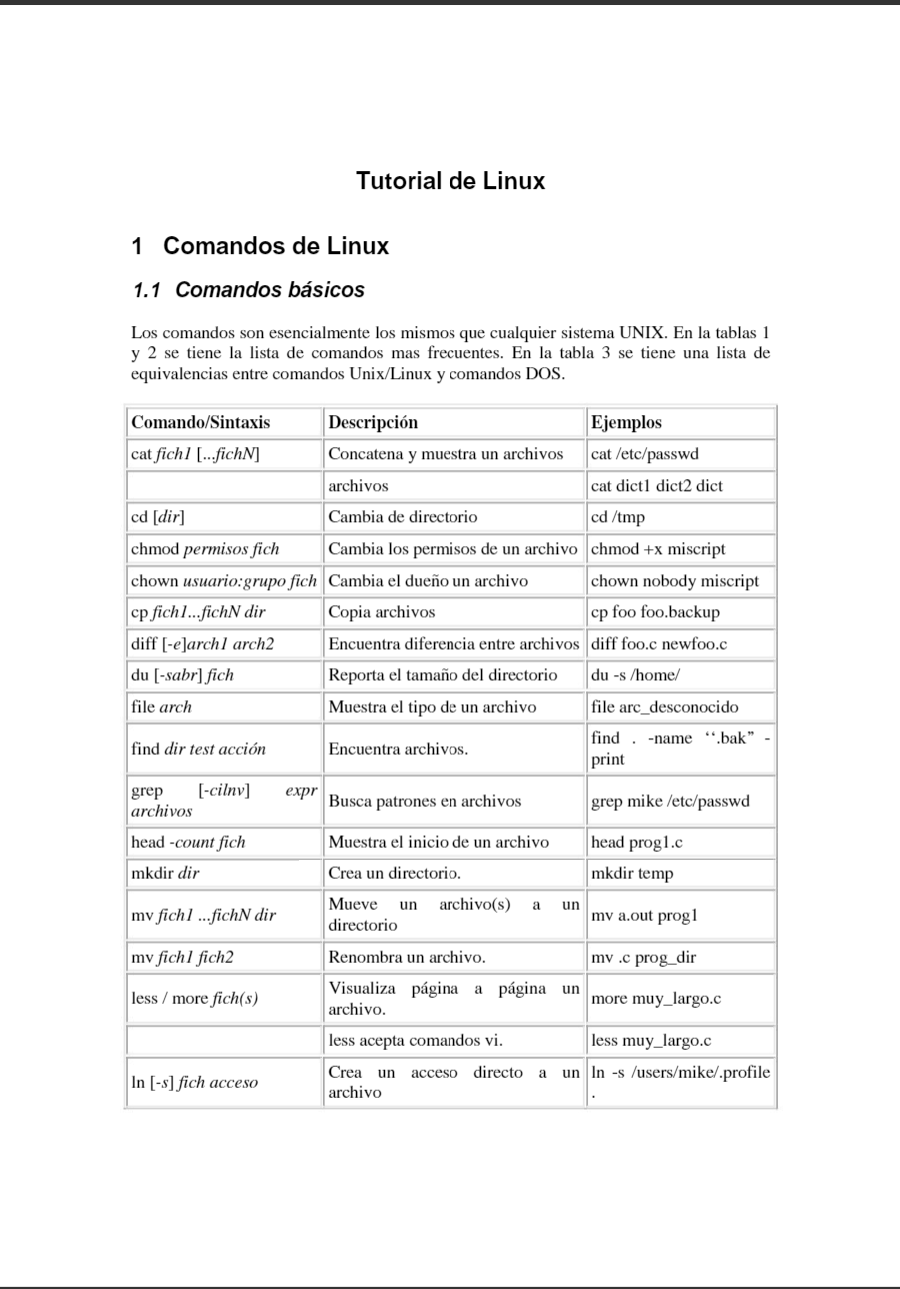 Tutorial de Linux
1 Comandos de Linux
1.1 Comandos básicos
Los comandos son esencialmente los mismos que cualquier sistema UNIX. En la tablas 1
y 2 se tiene la lista de comandos mas frecuentes. En la tabla 3 se tiene una lista de
equivalencias entre comandos Unix/Linux y comandos DOS.
Comando/Sintaxis Descripción Ejemplos
cat fich1 [...fichN] Concatena y muestra un archivos cat /etc/passwd
archivos cat dict1 dict2 dict
cd [dir] Cambia de directorio cd /tmp
chmod permisos fich Cambia los permisos de un archivo chmod +x miscript
chown usuario:grupo fich Cambia el dueño un archivo chown nobody miscript
cp fich1...fichN dir Copia archivos cp foo foo.backup
diff [-e]arch1 arch2 Encuentra diferencia entre archivos diff foo.c newfoo.c
du [-sabr] fich Reporta el tamaño del directorio du -s /home/
file arch Muestra el tipo de un archivo file arc_desconocido
find dir test acción Encuentra archivos. find . -name ‘‘.bak” -
print
grep [-cilnv] expr
archivos Busca patrones en archivos grep mike /etc/passwd
head -count fich Muestra el inicio de un archivo head prog1.c
mkdir dir Crea un directorio. mkdir temp
mv fich1 ...fichN dir Mueve un archivo(s) a un
directorio mv a.out prog1
mv fich1 fich2 Renombra un archivo. mv .c prog_dir
less / more fich(s) Visualiza página a página un
archivo. more muy_largo.c
less acepta comandos vi. less muy_largo.c
ln [-s] fich acceso Crea un acceso directo a un
archivo ln -s /users/mike/.profile
.